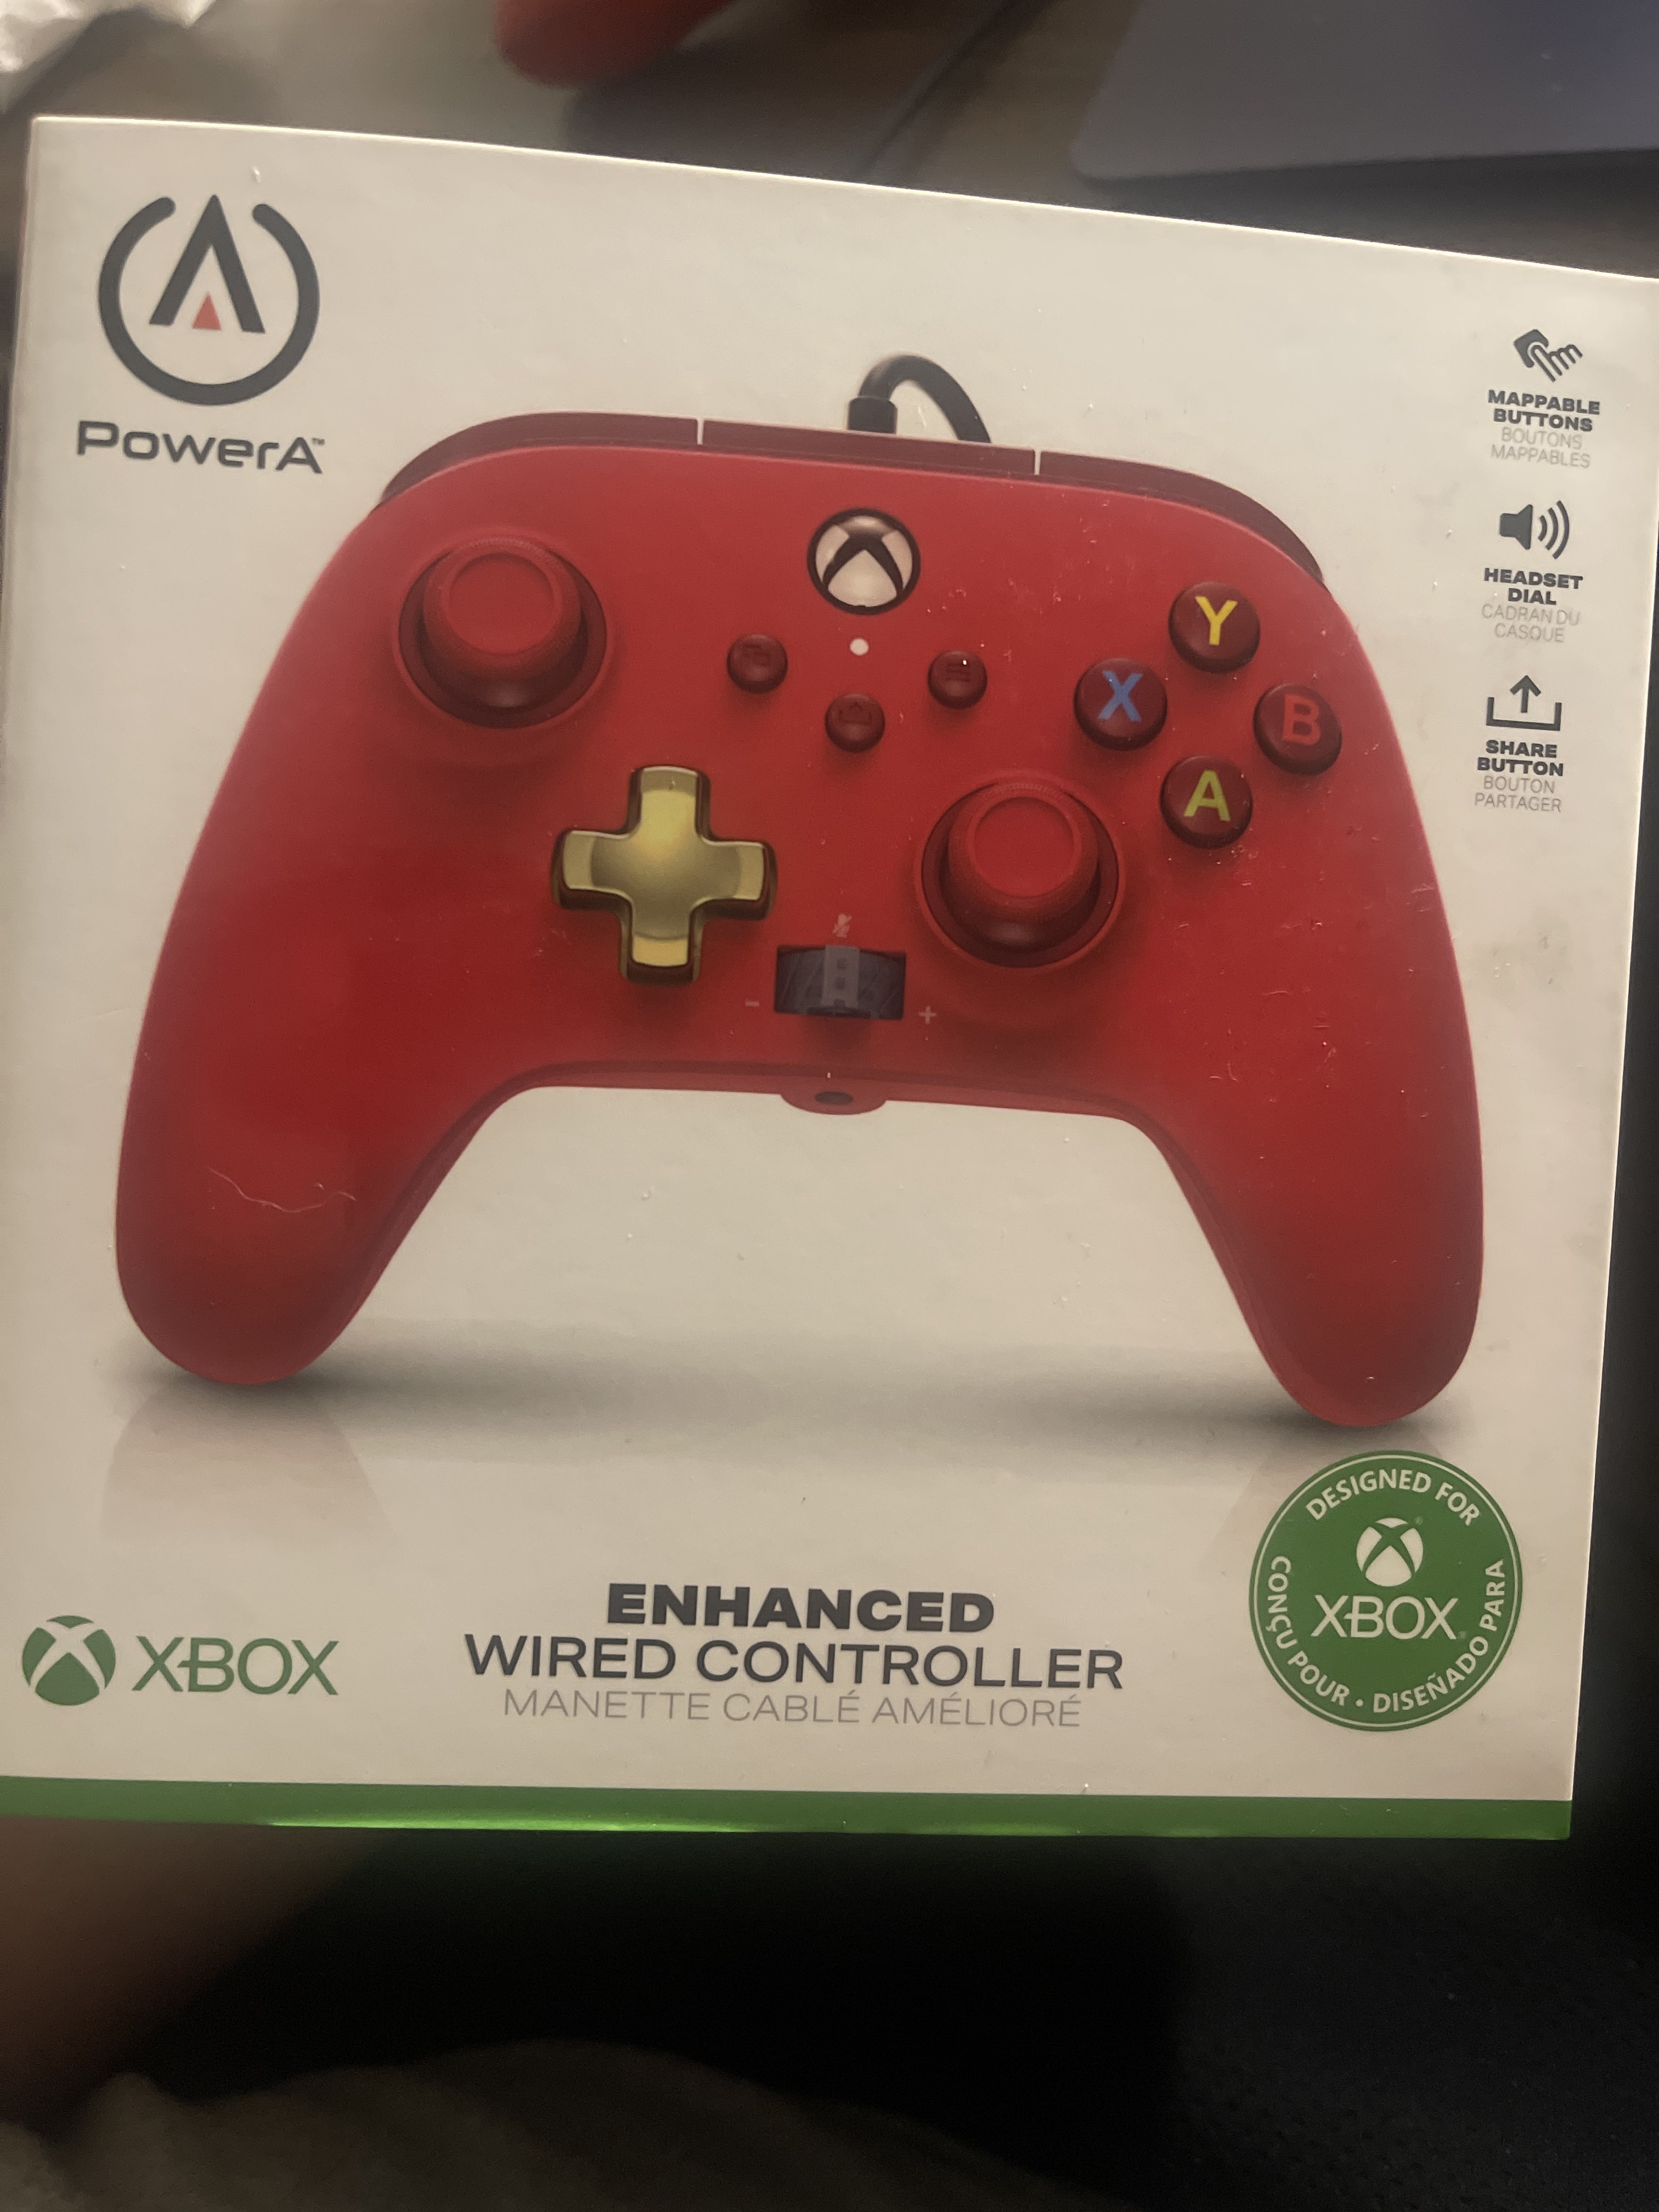 PowerA™
MAPPABLE
BUTTONS
BOUTONS
MAPPABLES
HEADSET
DIAL
CADRAN DU
CASQUE
SHARE
BUTTON
BOUTON
PARTAGER
Y
X
B
A
-
+
ENHANCED
WIRED CONTROLLER
MANETTE CABLÉ AMÉLIORÉ
XBOX
DESIGNED FOR
XBOX
CONÇU POUR • DISEÑADO PARA